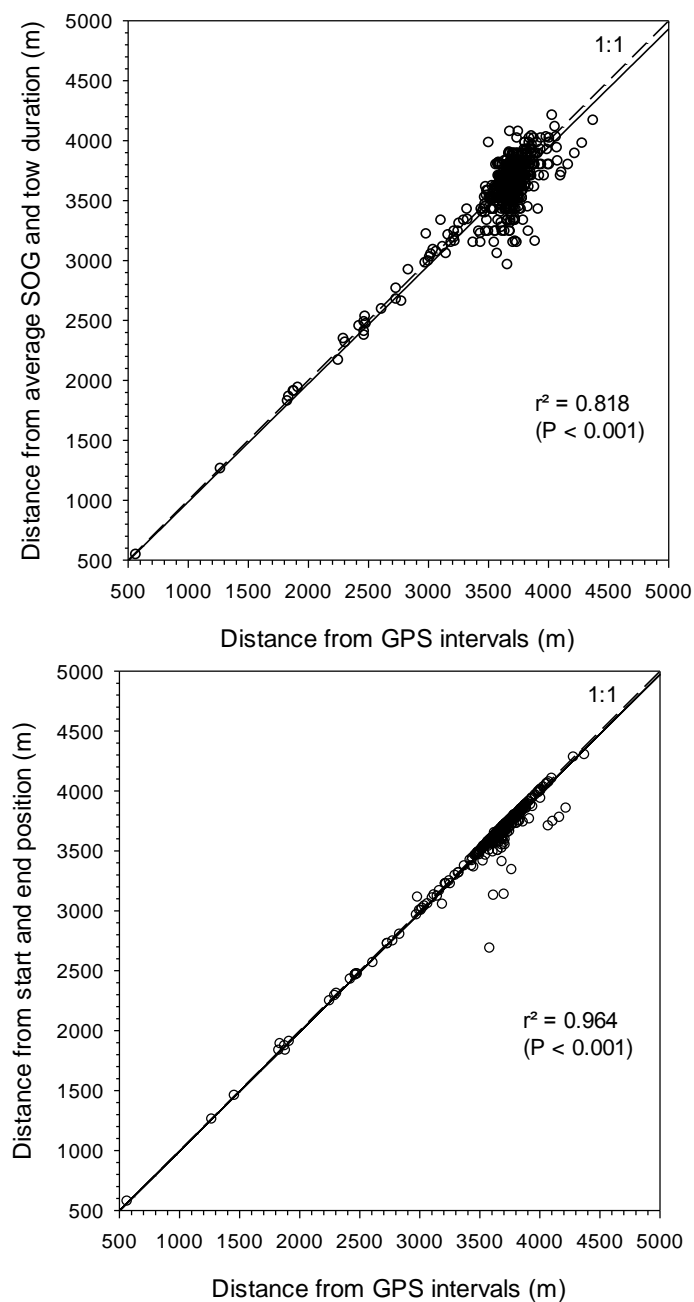 5000
4500
4000
3500
3000
2500
2000
1500
1000
500
Distance from average SOG and tow duration (m)
1:1
r² = 0.818
(P < 0.001)
500 1000 1500 2000 2500 3000 3500 4000 4500 5000
Distance from GPS intervals (m)
5000
4500
4000
3500
3000
2500
2000
1500
1000
500
Distance from start and end position (m)
1:1
r² = 0.964
(P < 0.001)
500 1000 1500 2000 2500 3000 3500 4000 4500 5000
Distance from GPS intervals (m)